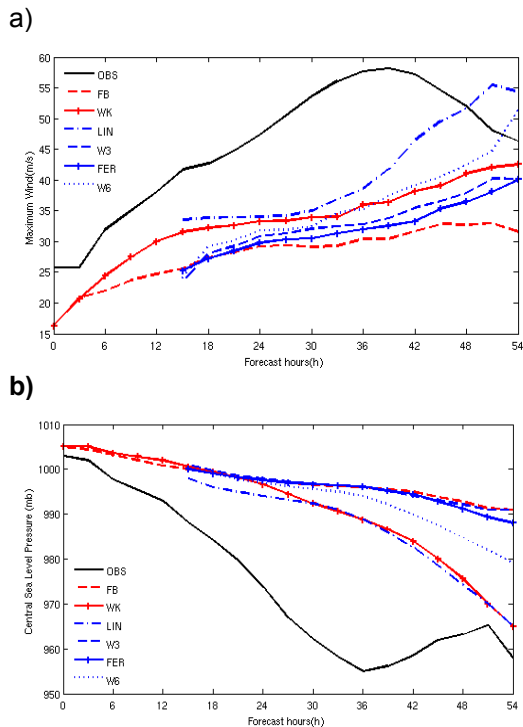 a)
60
55
50
45
40
35
30
25
20
15
Maximum Wind(m/s)
OBS
FB
WK
LIN
W3
FER
W6
0 6 12 18 24 30 36 42 48 54
Forecast hours(h)
b)
1010
1000
990
980
970
960
950
Central Sea Level Pressure (mb)
OBS
FB
WK
LIN
W3
FER
W6
0 6 12 18 24 30 36 42 48 54
Forecast hours(h)